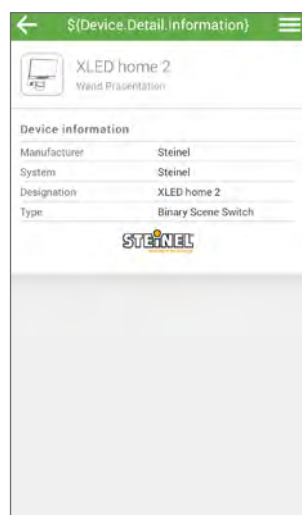 ${Device.Detail.Information}
XLED home 2
Wand Präsentation
Device information
Manufacturer Steinel
System Steinel
Designation XLED home 2
Type Binary Scene Switch
STEINEL